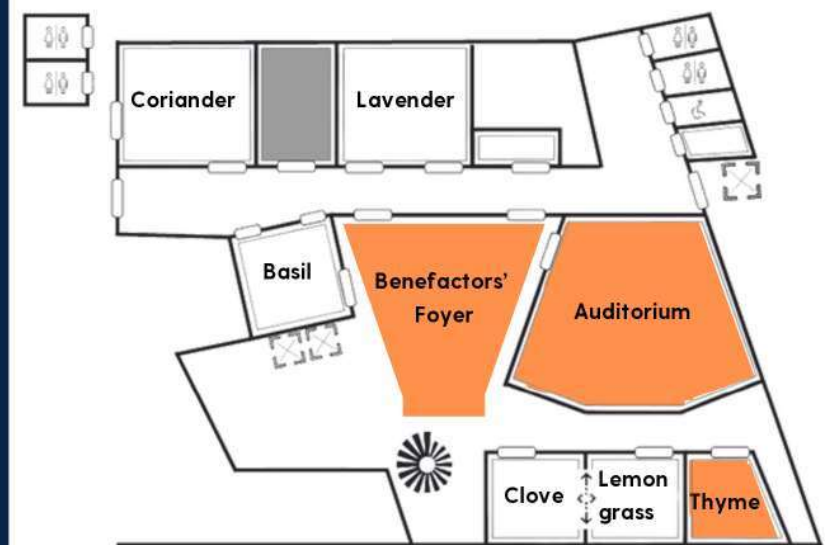 Coriander
Lavender
Basil
Benefactors'
Foyer
Auditorium
Clove
Lemon
grass
Thyme